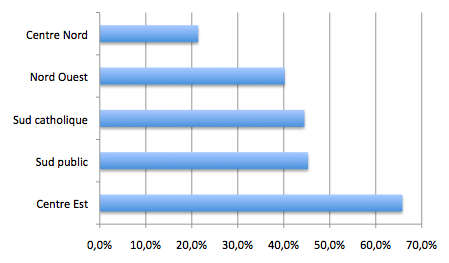 Centre Nord
Nord Ouest
Sud catholique
Sud public
Centre Est
0,0% 10,0% 20,0% 30,0% 40,0% 50,0% 60,0% 70,0%